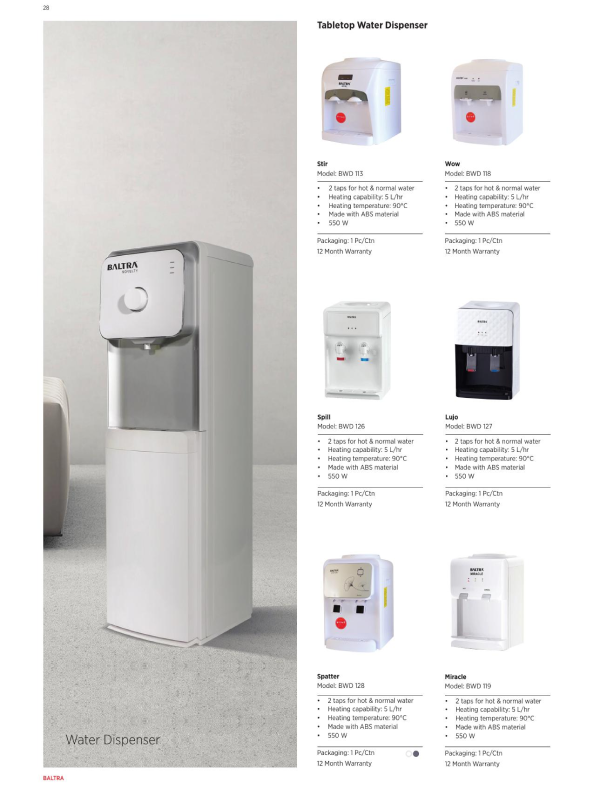 28
Tabletop Water Dispenser
BALTRA
Stir
Model: BWD 113
• 2 taps for hot & normal water
• Heating capability: 5 L/hr
• Heating temperature: 90°C
• Made with ABS material
• 550 W
Packaging: 1 Pc/Ctn
12 Month Warranty
Wow
Model: BWD 118
• 2 taps for hot & normal water
• Heating capability: 5 L/hr
• Heating temperature: 90°C
• Made with ABS material
• 550 W
Packaging: 1 Pc/Ctn
12 Month Warranty
BALTRA
BALTRA
BALTRA
Spill
Model: BWD 126
• 2 taps for hot & normal water
• Heating capability: 5 L/hr
• Heating temperature: 90°C
• Made with ABS material
• 550 W
Packaging: 1 Pc/Ctn
12 Month Warranty
Lujo
Model: BWD 127
• 2 taps for hot & normal water
• Heating capability: 5 L/hr
• Heating temperature: 90°C
• Made with ABS material
• 550 W
Packaging: 1 Pc/Ctn
12 Month Warranty
BALTRA
MIRACLE
Spatter
Model: BWD 128
• 2 taps for hot & normal water
• Heating capability: 5 L/hr
• Heating temperature: 90°C
• Made with ABS material
• 550 W
Packaging: 1 Pc/Ctn
12 Month Warranty
Miracle
Model: BWD 119
• 2 taps for hot & normal water
• Heating capability: 5 L/hr
• Heating temperature: 90°C
• Made with ABS material
• 550 W
Packaging: 1 Pc/Ctn
12 Month Warranty
Water Dispenser
BALTRA